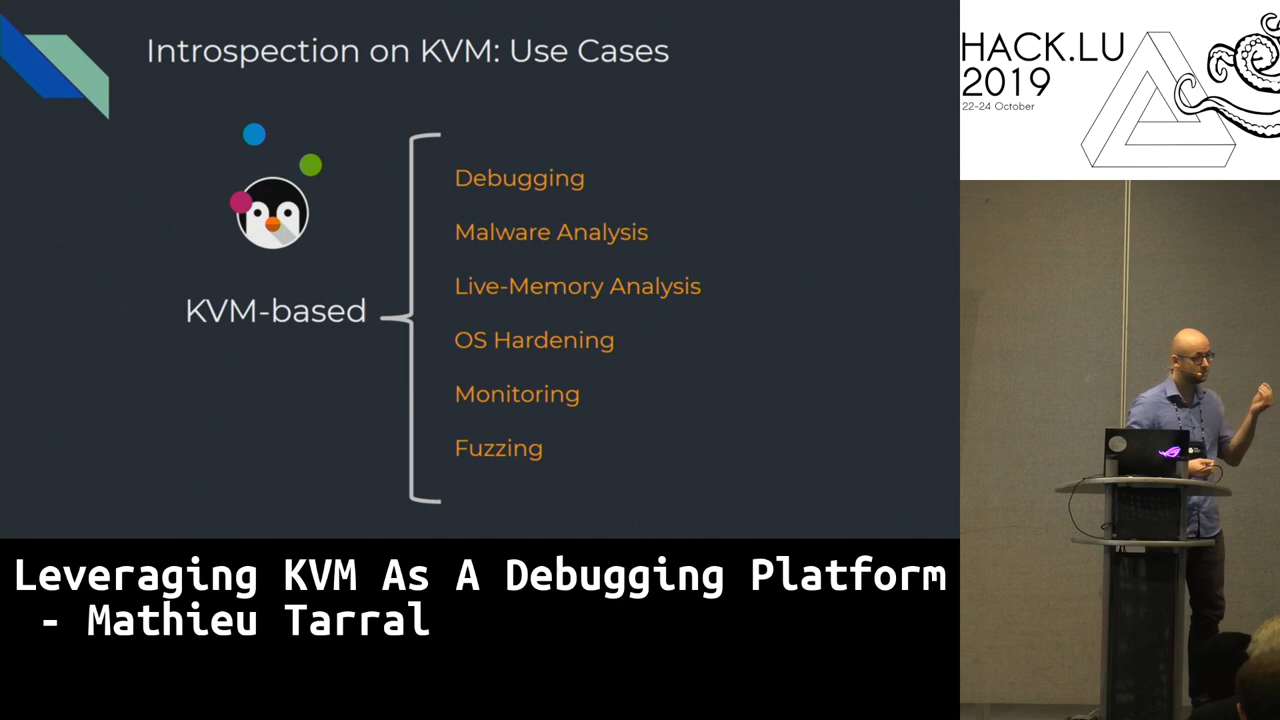 Introspection on KVM: Use Cases
KVM-based
Debugging
Malware Analysis
Live-Memory Analysis
OS Hardening
Monitoring
Fuzzing
HACK.LU
2019
22-24 October
Leveraging KVM As A Debugging Platform
- Mathieu Tarral